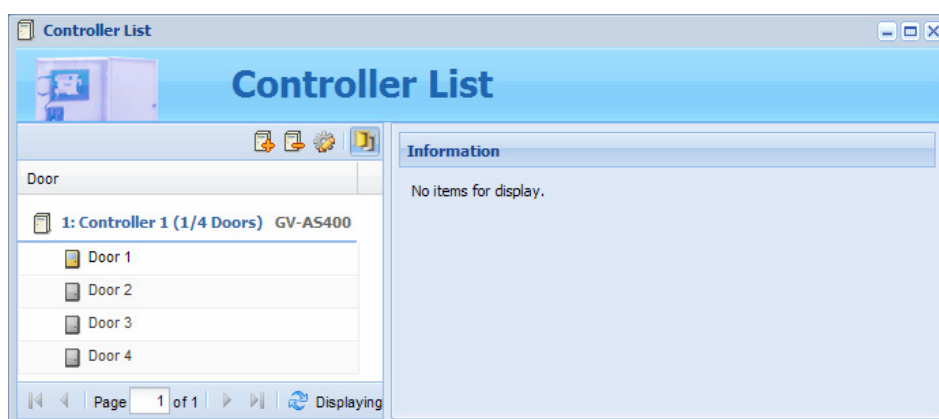 Controller List
Controller List
Door
1: Controller 1 (1/4 Doors) GV-AS400
Door 1
Door 2
Door 3
Door 4
Page 1 of 1 Displaying
Information
No items for display.